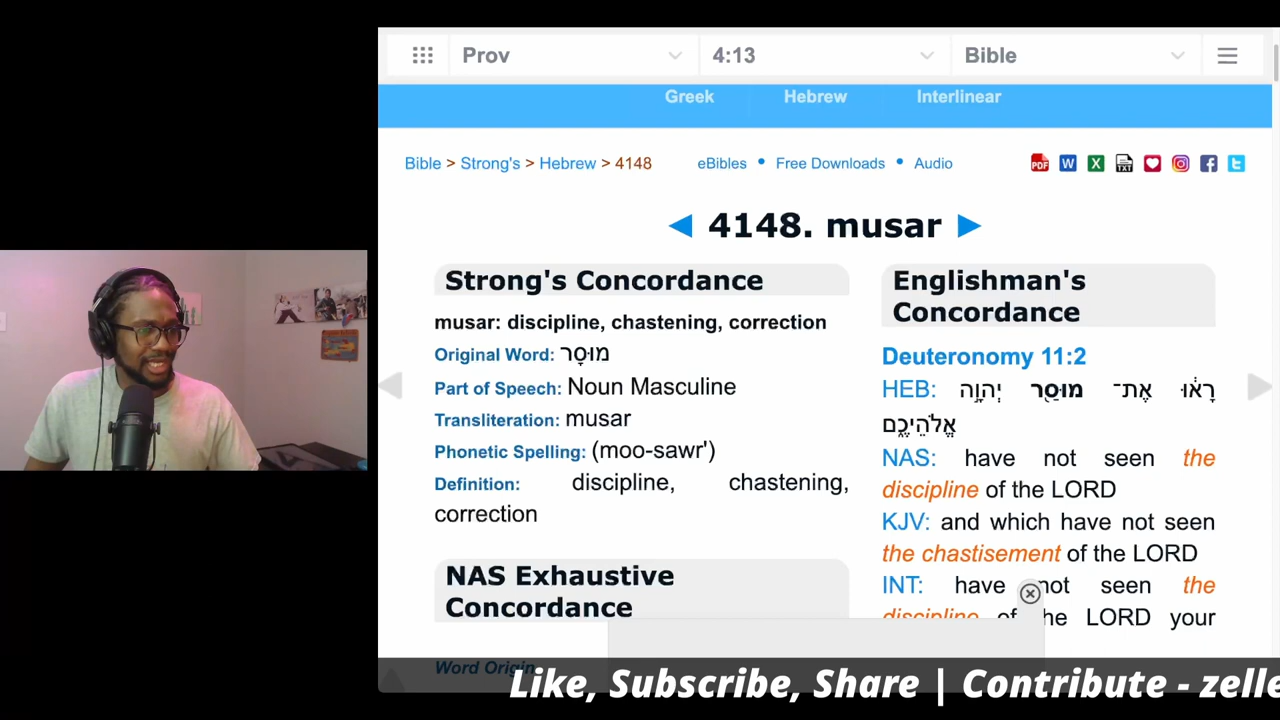 Prov 4:13 Bible
Greek Hebrew Interlinear
Bible > Strong's > Hebrew > 4148 eBibles • Free Downloads • Audio
◄ 4148. musar ►
Strong's Concordance
musar: discipline, chastening, correction
Original Word: מוּסָר
Part of Speech: Noun Masculine
Transliteration: musar
Phonetic Spelling: (moo-sawr')
Definition: discipline, chastening,
correction
NAS Exhaustive
Concordance
Word Origin
Englishman's
Concordance
Deuteronomy 11:2
HEB: רָא֔וּ אֶת־ מוּסַ֖ר יְהוָ֣ה
אֱלֹהֵיכֶ֑ם
NAS: have not seen the
discipline of the LORD
KJV: and which have not seen
the chastisement of the LORD
INT: have not seen the
discipline of the LORD your
Like, Subscribe, Share | Contribute - zelle